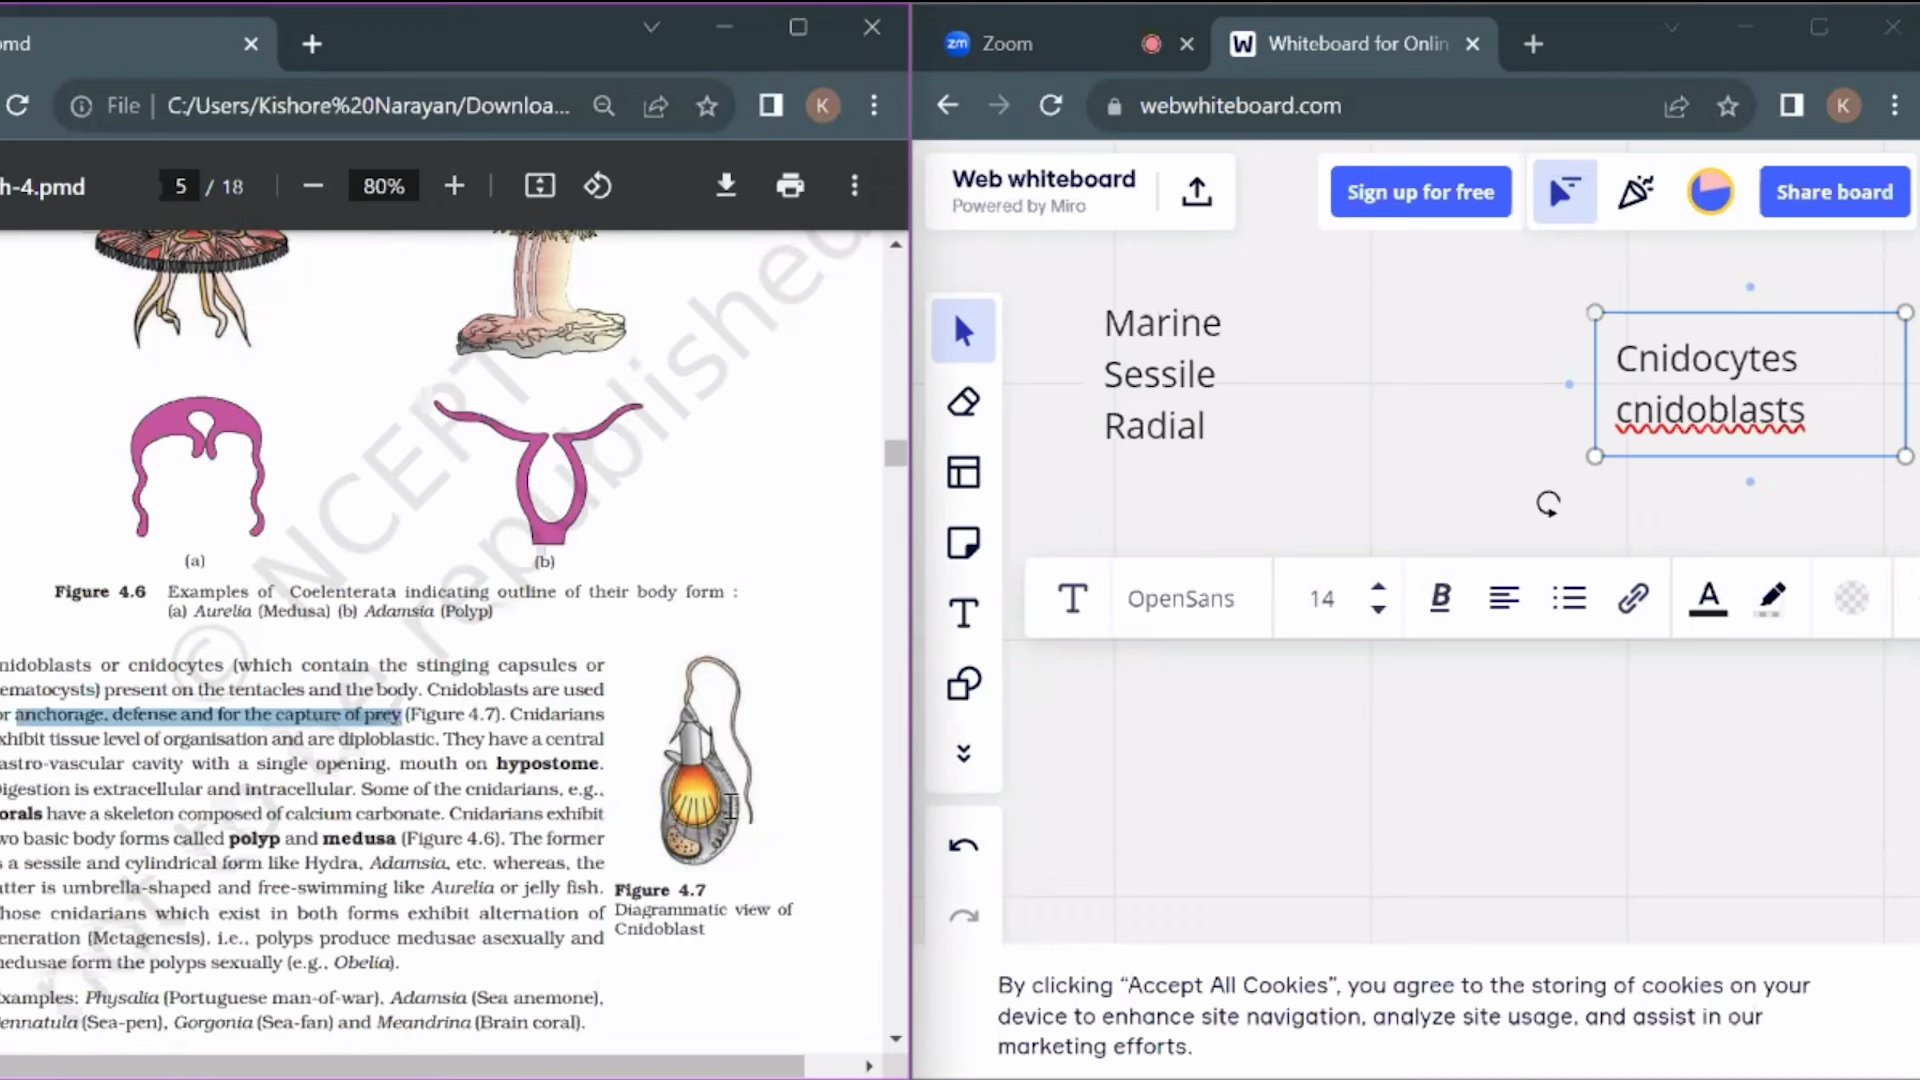 omd
File
C:/Users/Kishore%20Narayan/Downloa...
K
h-4.pmd
5 / 18
80%
© NCERT
not to be republished
(a)
(b)
Figure 4.6 Examples of Coelenterata indicating outline of their body form :
(a) Aurelia (Medusa) (b) Adamsia (Polyp)
nidoblasts or cnidocytes (which contain the stinging capsules or
ematocysts) present on the tentacles and the body. Cnidoblasts are used
or anchorage, defense and for the capture of prey (Figure 4.7). Cnidarians
xhibit tissue level of organisation and are diploblastic. They have a central
astro-vascular cavity with a single opening, mouth on hypostome.
igestion is extracellular and intracellular. Some of the cnidarians, e.g.,
orals have a skeleton composed of calcium carbonate. Cnidarians exhibit
wo basic body forms called polyp and medusa (Figure 4.6). The former
s a sessile and cylindrical form like Hydra, Adamsia, etc. whereas, the
atter is umbrella-shaped and free-swimming like Aurelia or jelly fish.
hose cnidarians which exist in both forms exhibit alternation of
eneration (Metagenesis), i.e., polyps produce medusae asexually and
nedusae form the polyps sexually (e.g., Obelia).
xamples: Physalia (Portuguese man-of-war), Adamsia (Sea anemone),
ennatula (Sea-pen), Gorgonia (Sea-fan) and Meandrina (Brain coral).
Figure 4.7
Diagrammatic view of
Cnidoblast
zm Zoom
W Whiteboard for Onlin
webwhiteboard.com
K
Web whiteboard
Powered by Miro
Sign up for free
Share board
Marine
Sessile
Radial
Cnidocytes
cnidoblasts
T OpenSans 14 B A
T
By clicking “Accept All Cookies”, you agree to the storing of cookies on your
device to enhance site navigation, analyze site usage, and assist in our
marketing efforts.